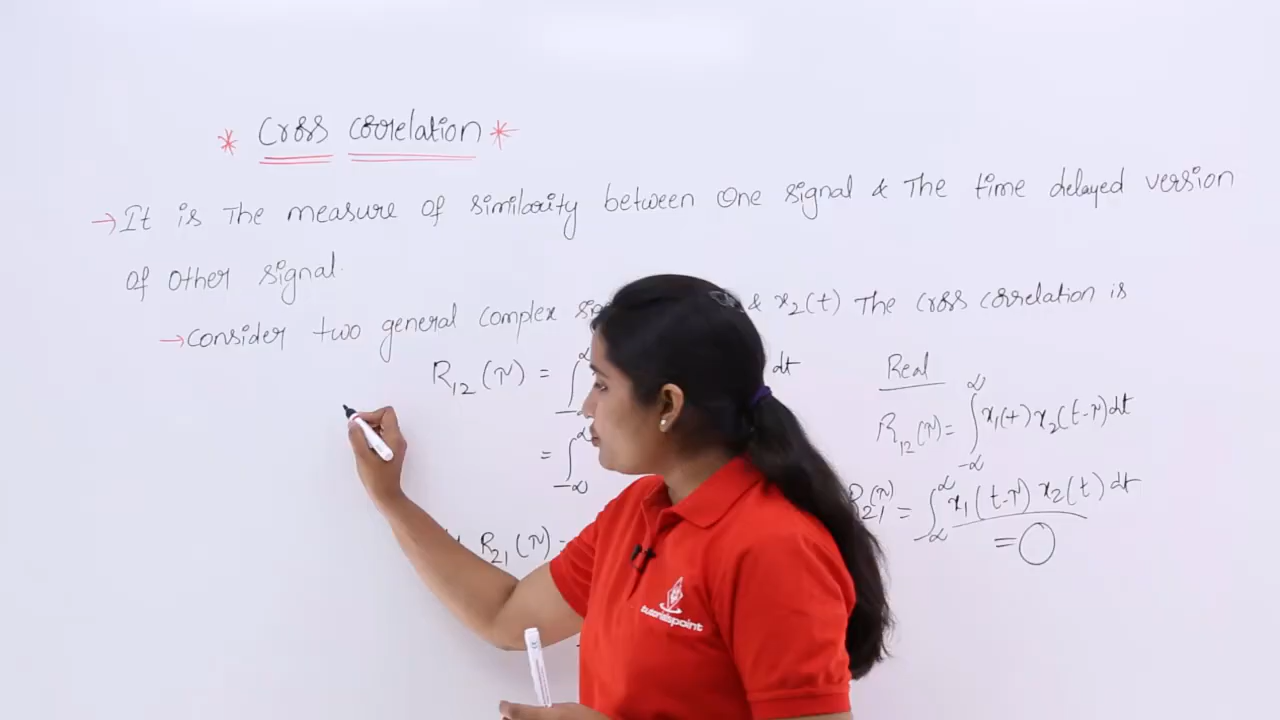 * Cross Correlation *
→ It is The measure of similarity between One signal & The time delayed version
of other signal.
→ Consider two general complex & x₂(t) The cross correlation is
R₁₂(τ) = ∫ dt
= ∫ -∞
R₂₁(τ) =
Real
R₁₂(τ) = ∫_{-∞}^{∞} x₁(t) x₂(t-τ) dt
R₂₁(τ) = ∫_{-∞}^{∞} x₁(t-τ) x₂(t) dt
= 0
tutorialspoint